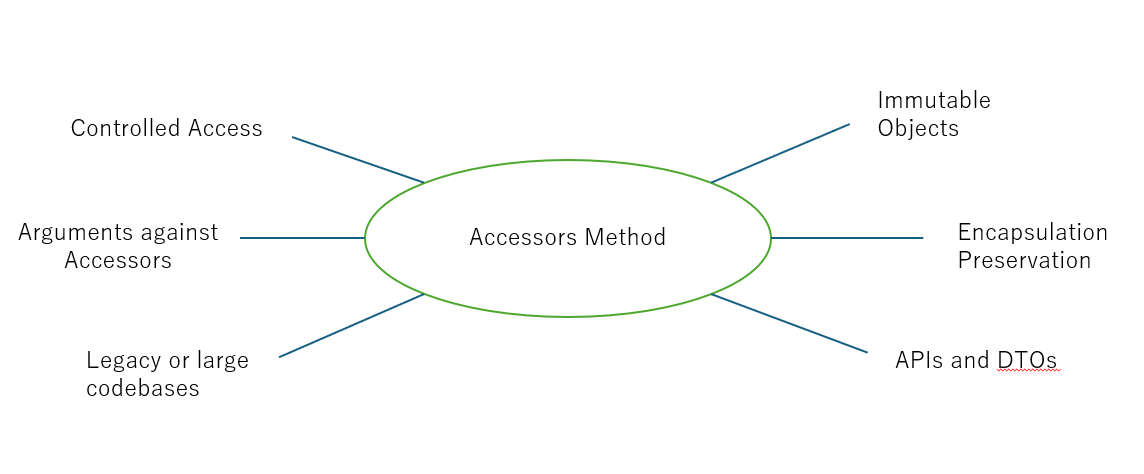 Controlled Access
Immutable
Objects
Arguments against
Accessors
Accessors Method
Encapsulation
Preservation
Legacy or large
codebases
APIs and DTOs